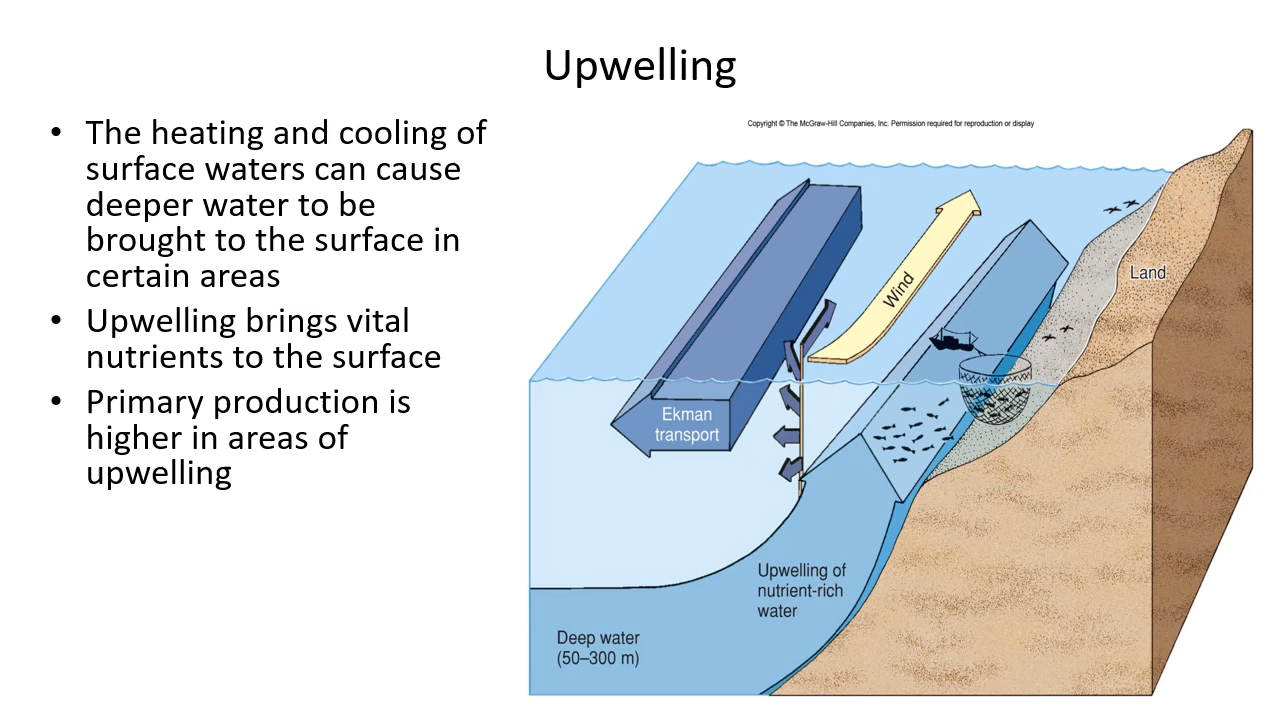 Upwelling
• The heating and cooling of
surface waters can cause
deeper water to be
brought to the surface in
certain areas
• Upwelling brings vital
nutrients to the surface
• Primary production is
higher in areas of
upwelling
Copyright © The McGraw-Hill Companies, Inc. Permission required for reproduction or display
Land
Wind
Ekman
transport
Upwelling of
nutrient-rich
water
Deep water
(50–300 m)